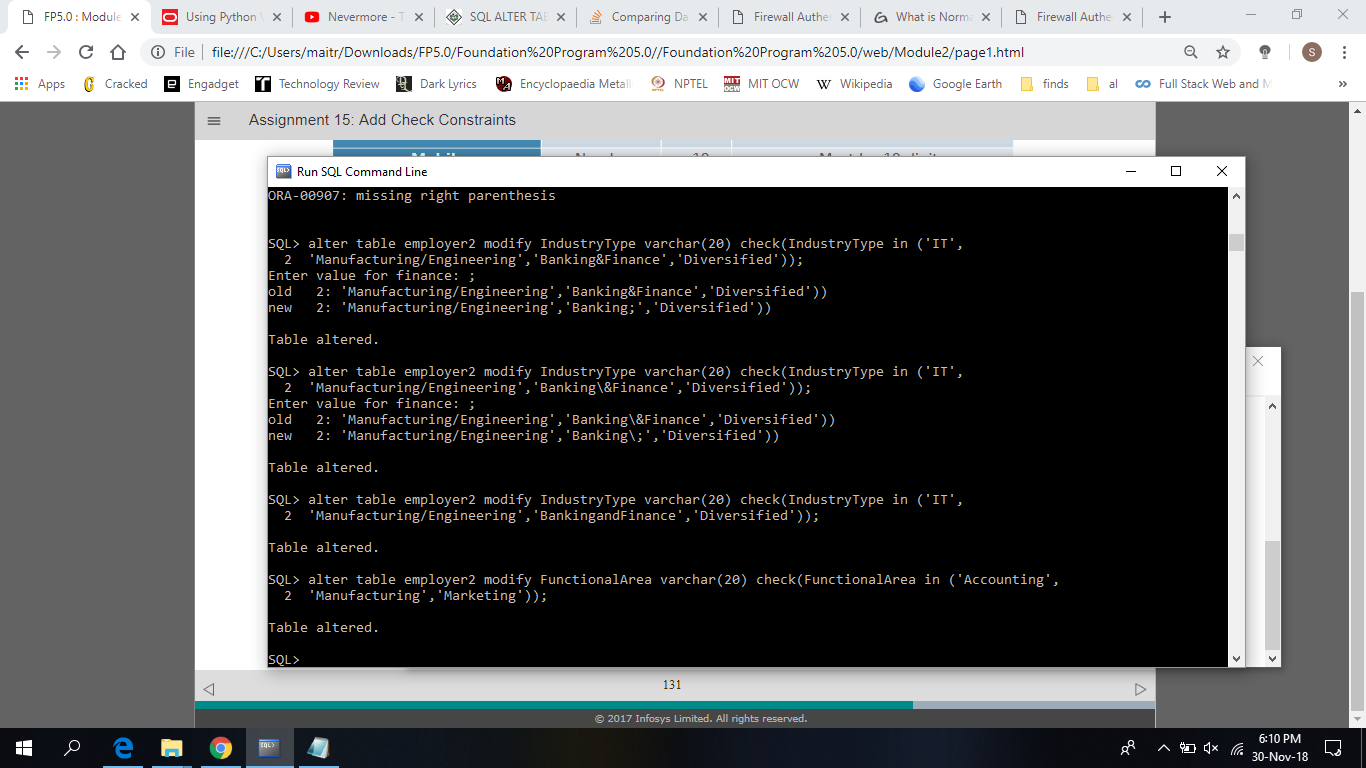 FP5.0 : Module
Using Python
Nevermore - T
SQL ALTER TAB
Comparing Da
Firewall Authe
What is Norma
Firewall Authe
File
file:///C:/Users/maitr/Downloads/FP5.0/Foundation%20Program%205.0//Foundation%20Program%205.0/web/Module2/page1.html
S
Apps
Cracked
Engadget
Technology Review
Dark Lyrics
Encyclopaedia Metall
NPTEL
MIT OCW
Wikipedia
Google Earth
finds
al
Full Stack Web and M
»
Assignment 15: Add Check Constraints
Run SQL Command Line
ORA-00907: missing right parenthesis
SQL> alter table employer2 modify IndustryType varchar(20) check(IndustryType in ('IT',
2 'Manufacturing/Engineering','Banking&Finance','Diversified'));
Enter value for finance: ;
old 2: 'Manufacturing/Engineering','Banking&Finance','Diversified'))
new 2: 'Manufacturing/Engineering','Banking;','Diversified'))
Table altered.
SQL> alter table employer2 modify IndustryType varchar(20) check(IndustryType in ('IT',
2 'Manufacturing/Engineering','Banking\&Finance','Diversified'));
Enter value for finance: ;
old 2: 'Manufacturing/Engineering','Banking\&Finance','Diversified'))
new 2: 'Manufacturing/Engineering','Banking\;','Diversified'))
Table altered.
SQL> alter table employer2 modify IndustryType varchar(20) check(IndustryType in ('IT',
2 'Manufacturing/Engineering','BankingandFinance','Diversified'));
Table altered.
SQL> alter table employer2 modify FunctionalArea varchar(20) check(FunctionalArea in ('Accounting',
2 'Manufacturing','Marketing'));
Table altered.
SQL>
131
© 2017 Infosys Limited. All rights reserved.
6:10 PM
30-Nov-18